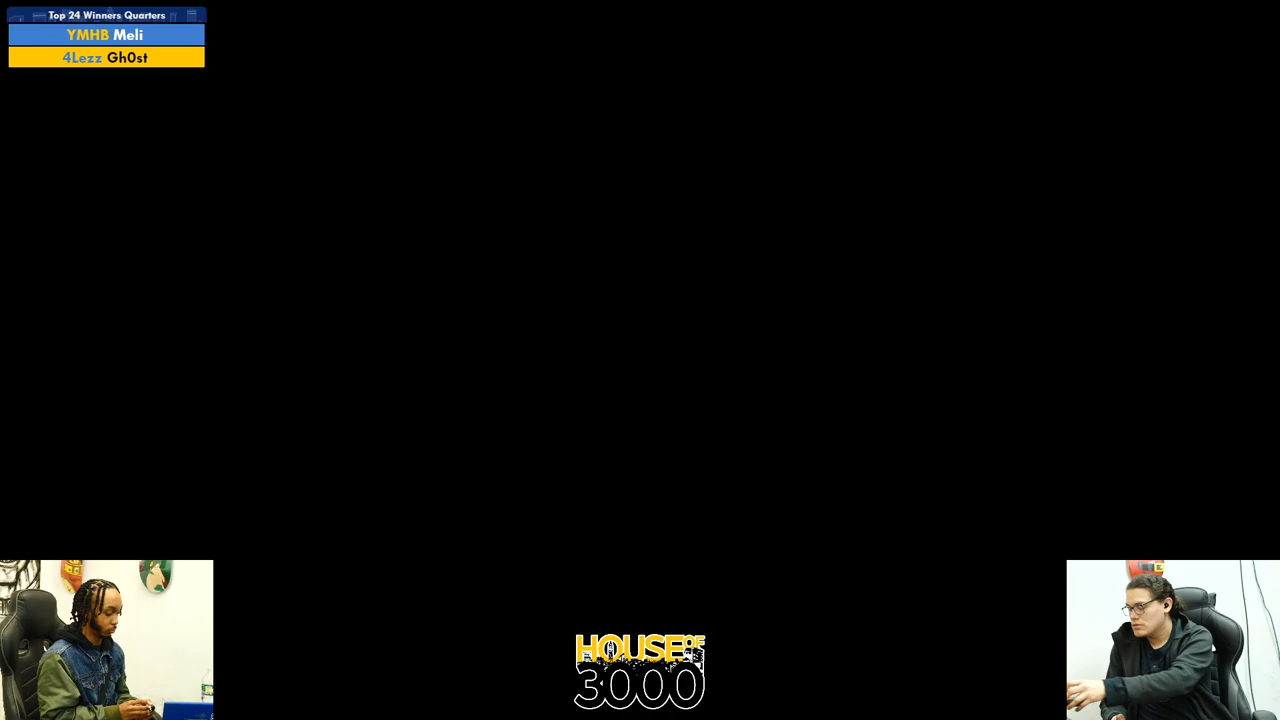 Top 24 Winners Quarters
YMHB Meli
4Lezz Gh0st
HOUSE OF
3000